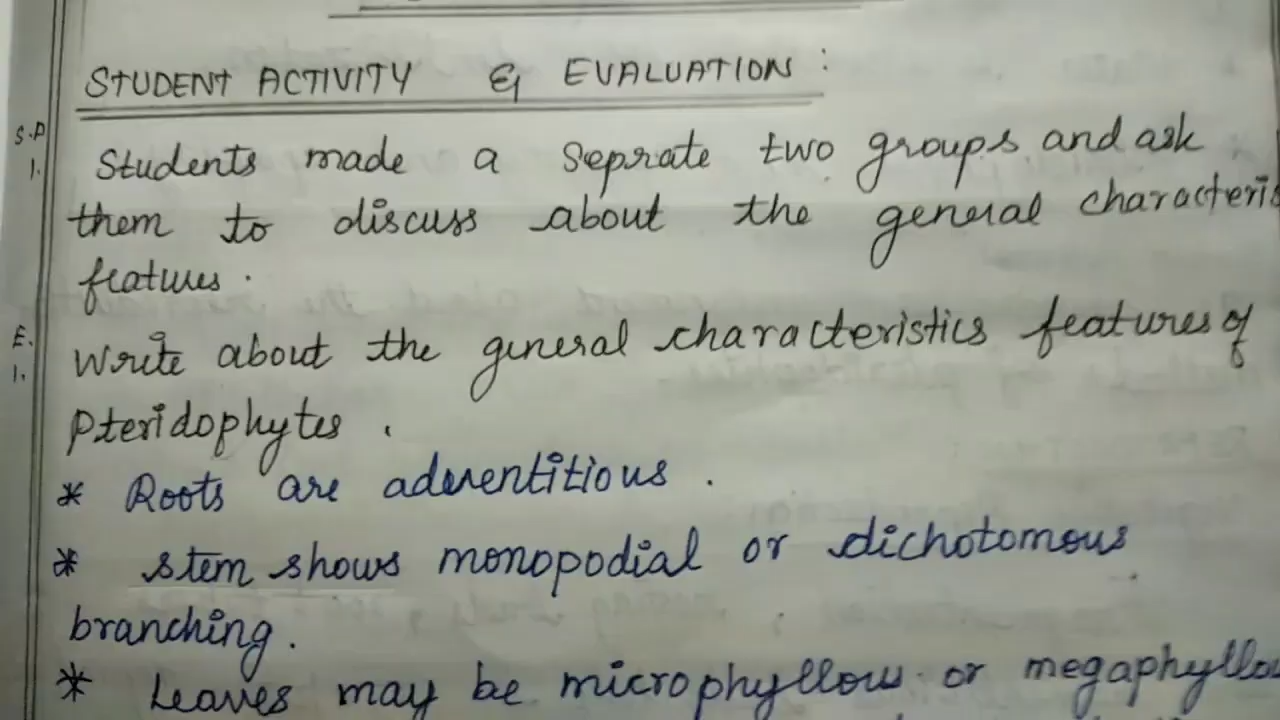 STUDENT ACTIVITY & EVALUATION :
S.P
1. Students made a Seprate two groups and ask
them to discuss about the general characteris
featues.
E.
1. Write about the general characteristics features of
Pteridophytes.
* Roots are adventitious.
* stem shows monopodial or dichotomous
branching.
* Leaves may be microphyllous or megaphyllou